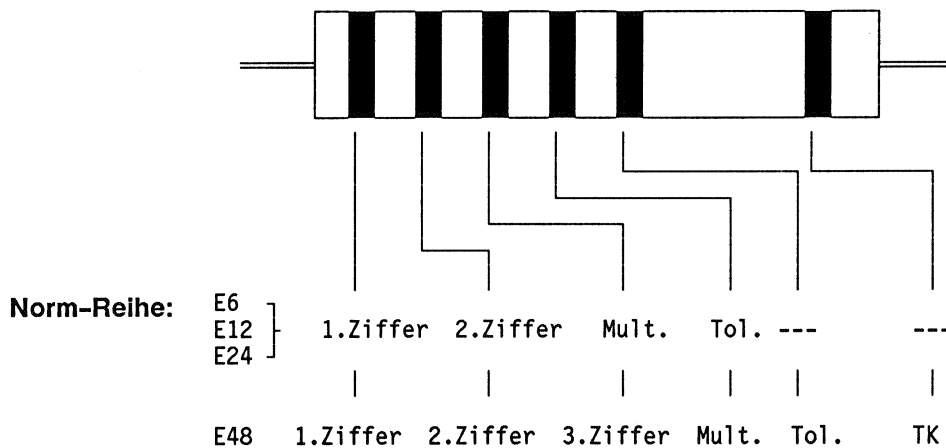 Norm-Reihe:
E6
E12 1.Ziffer 2.Ziffer Mult. Tol. --- ---
E24
E48 1.Ziffer 2.Ziffer 3.Ziffer Mult. Tol. TK